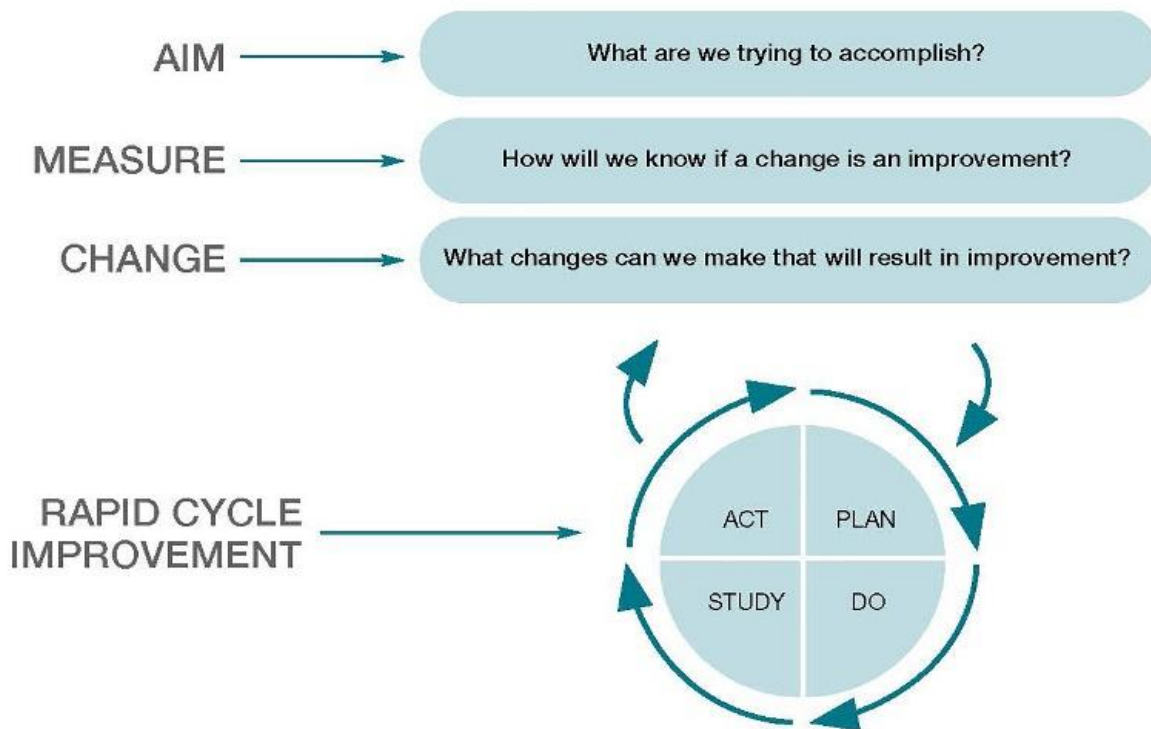 AIM
What are we trying to accomplish?
MEASURE
How will we know if a change is an improvement?
CHANGE
What changes can we make that will result in improvement?
RAPID CYCLE
IMPROVEMENT
ACT
PLAN
STUDY
DO